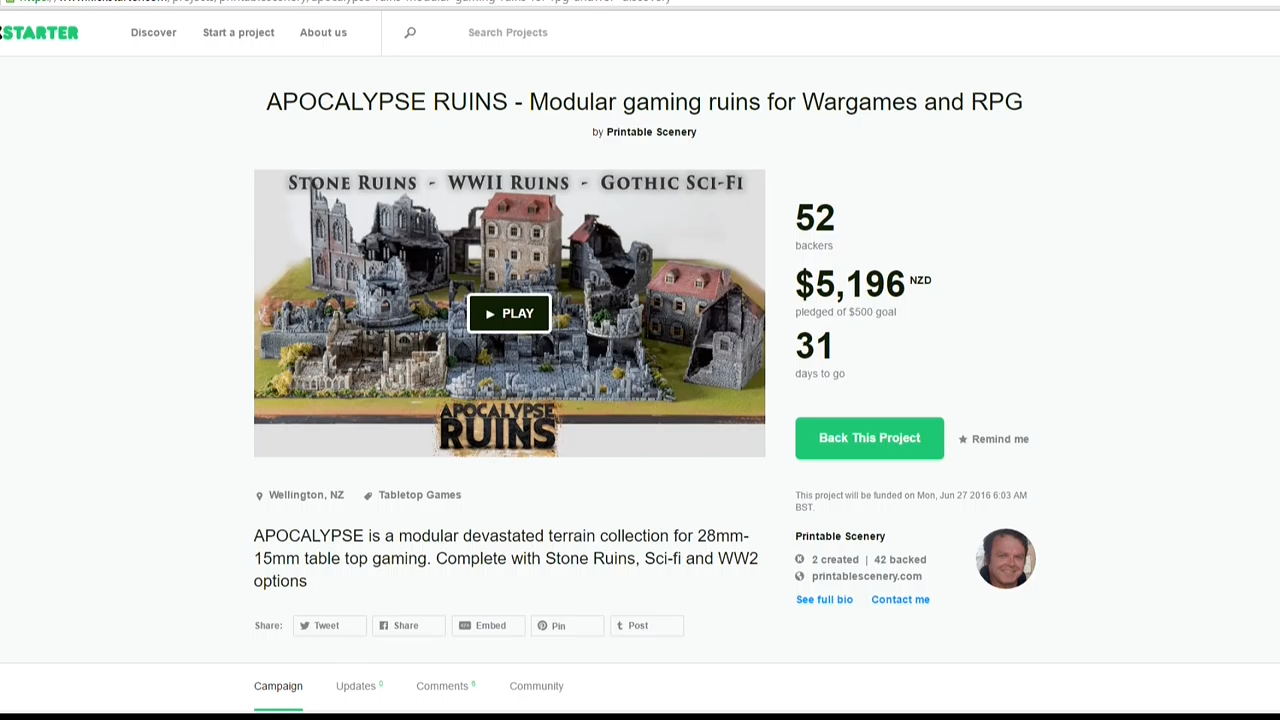 STARTER
Discover
Start a project
About us
Search Projects
APOCALYPSE RUINS - Modular gaming ruins for Wargames and RPG
by Printable Scenery
STONE RUINS - WWII RUINS - GOTHIC SCI-FI
PLAY
APOCALYPSE
RUINS
52
backers
$5,196 NZD
pledged of $500 goal
31
days to go
Back This Project
Remind me
Wellington, NZ
Tabletop Games
This project will be funded on Mon, Jun 27 2016 6:03 AM
BST.
APOCALYPSE is a modular devastated terrain collection for 28mm-
15mm table top gaming. Complete with Stone Ruins, Sci-fi and WW2
options
Printable Scenery
2 created | 42 backed
printablescenery.com
See full bio
Contact me
Share:
Tweet
Share
Embed
Pin
Post
Campaign
Updates 0
Comments 6
Community